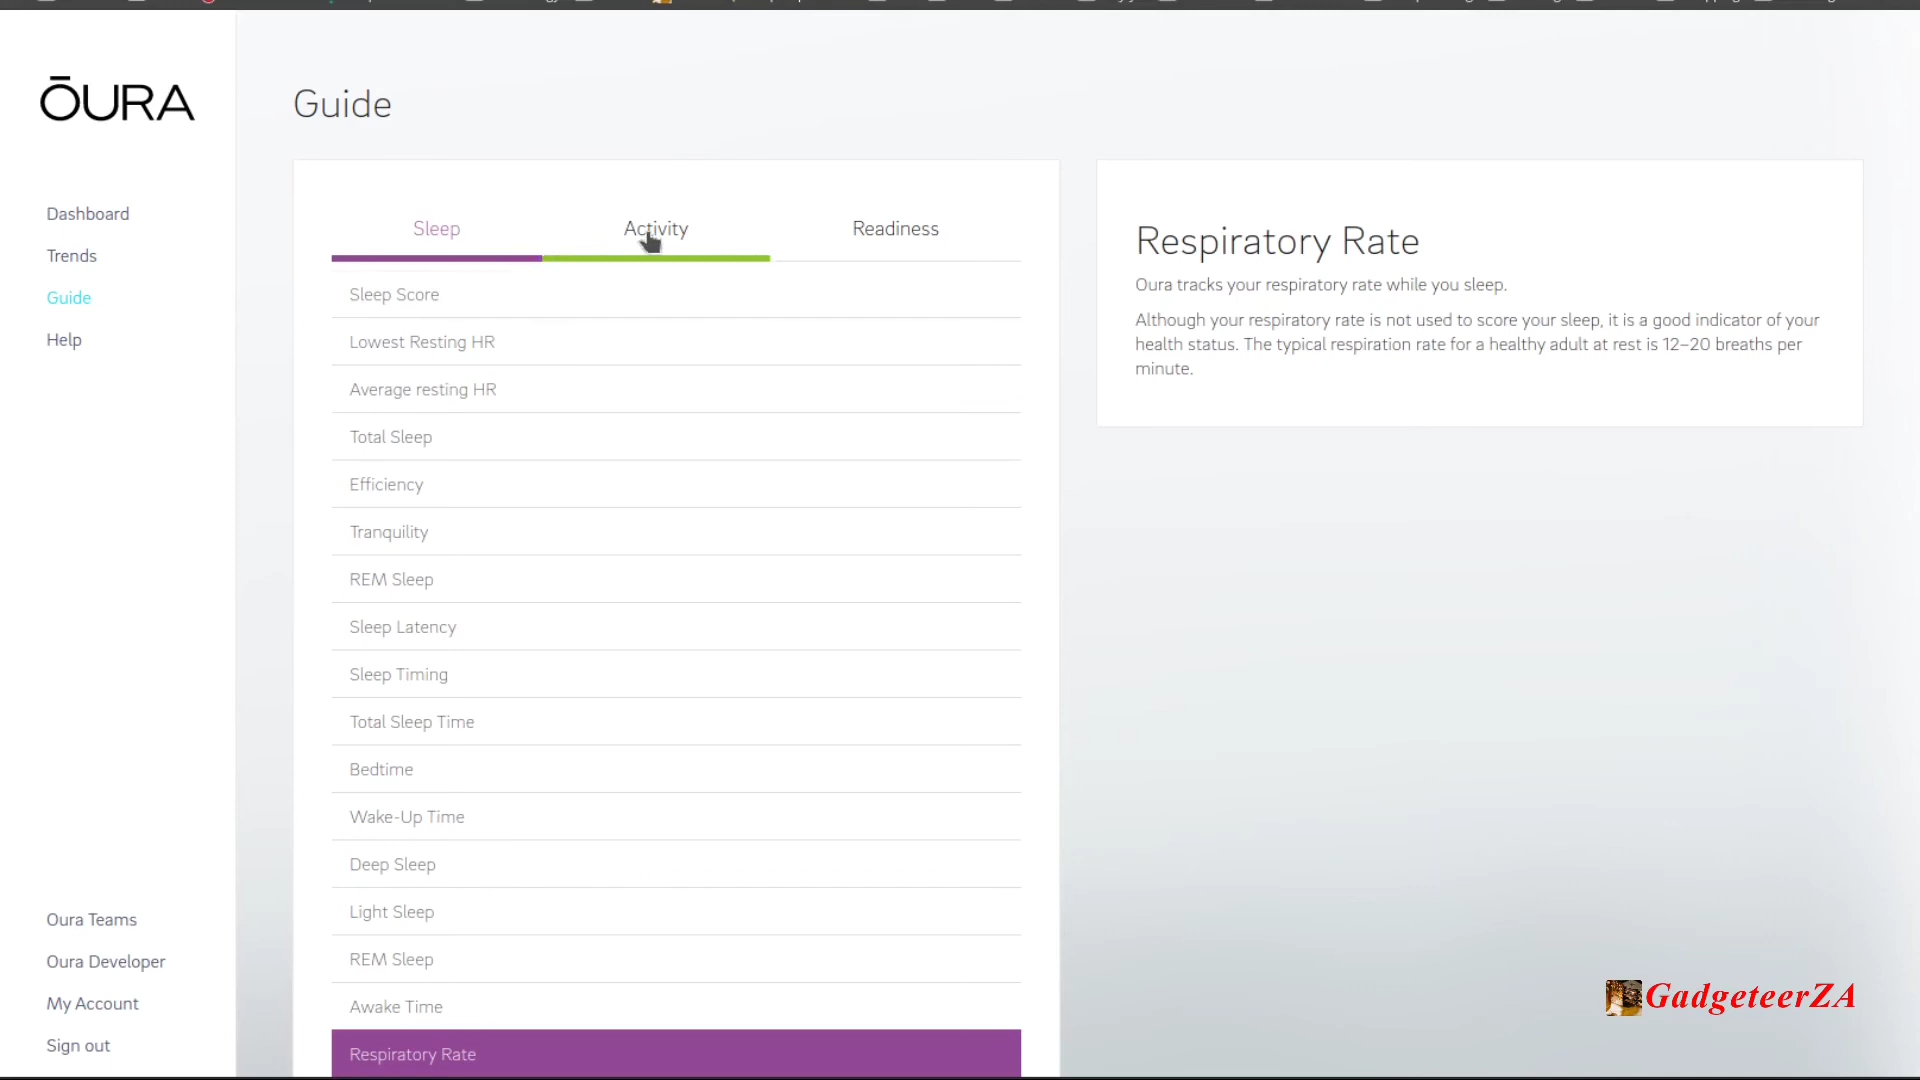 ŌURA
Dashboard
Trends
Guide
Help
Oura Teams
Oura Developer
My Account
Sign out
Guide
Sleep
Activity
Readiness
Sleep Score
Lowest Resting HR
Average resting HR
Total Sleep
Efficiency
Tranquility
REM Sleep
Sleep Latency
Sleep Timing
Total Sleep Time
Bedtime
Wake-Up Time
Deep Sleep
Light Sleep
REM Sleep
Awake Time
Respiratory Rate
Respiratory Rate
Oura tracks your respiratory rate while you sleep.
Although your respiratory rate is not used to score your sleep, it is a good indicator of your
health status. The typical respiration rate for a healthy adult at rest is 12–20 breaths per
minute.
GadgeteerZA